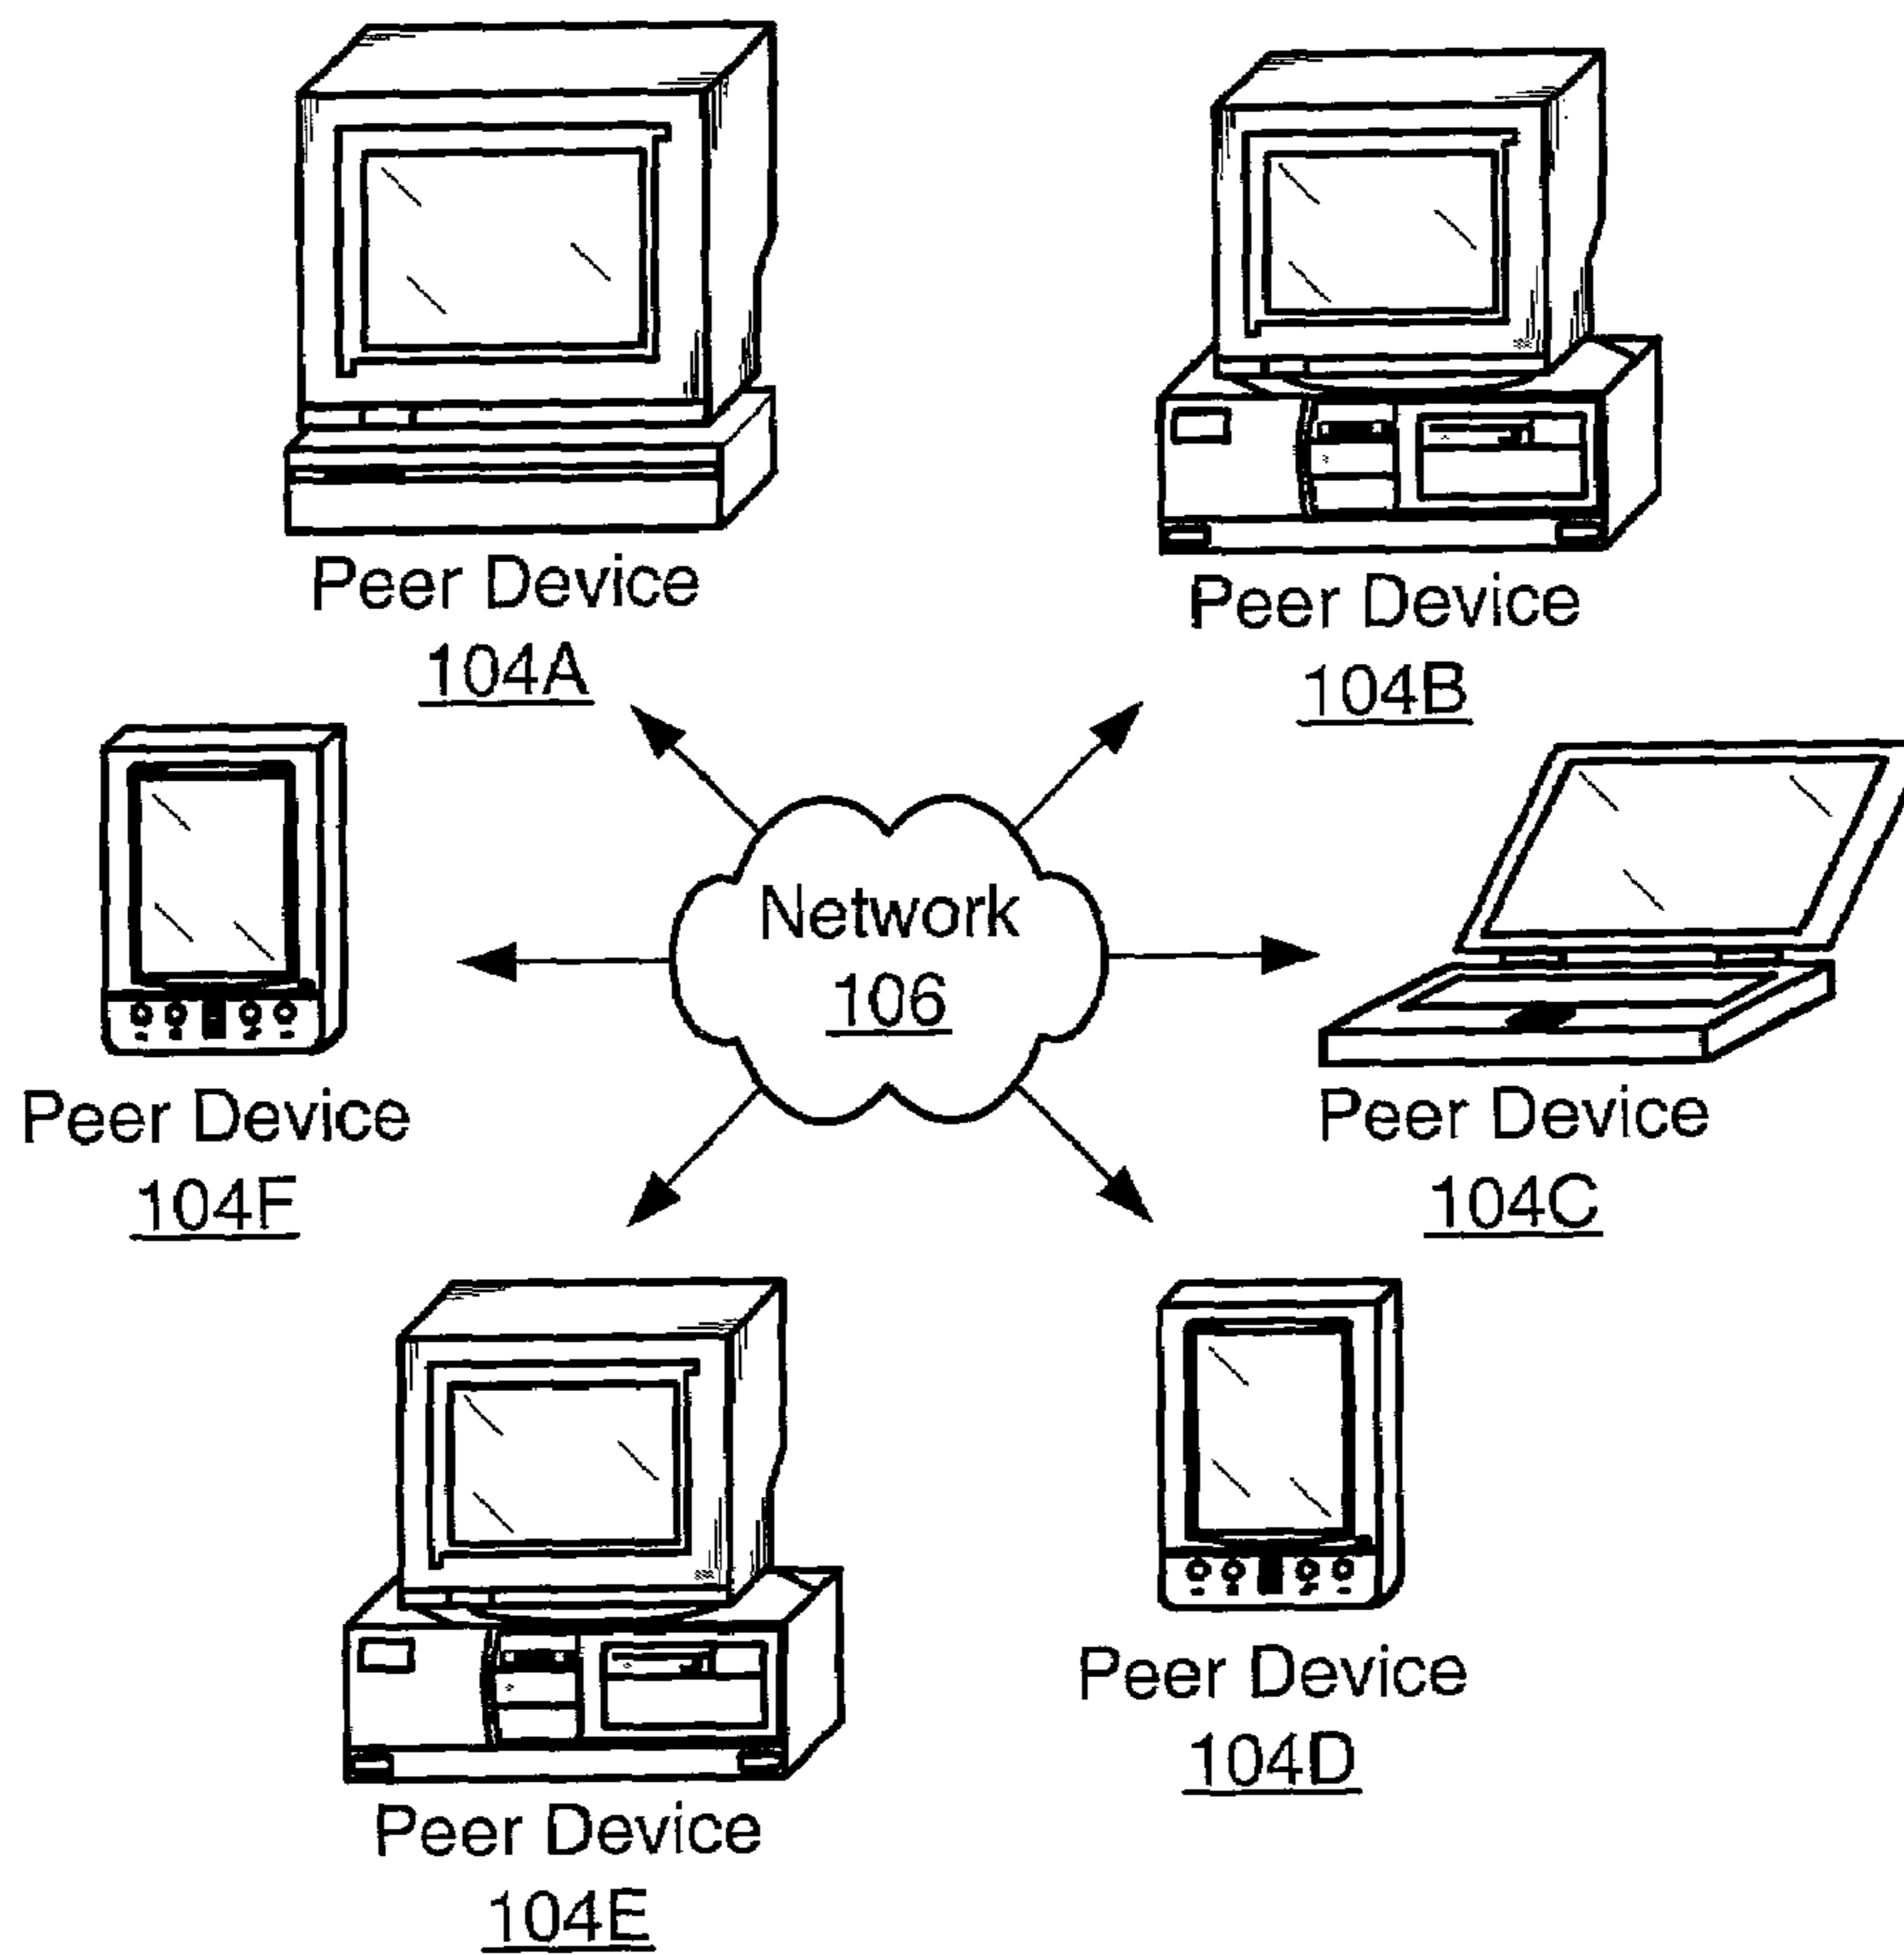 Peer Device
104A
Peer Device
104B
Network
106
Peer Device
104F
Peer Device
104C
Peer Device
104D
Peer Device
104E